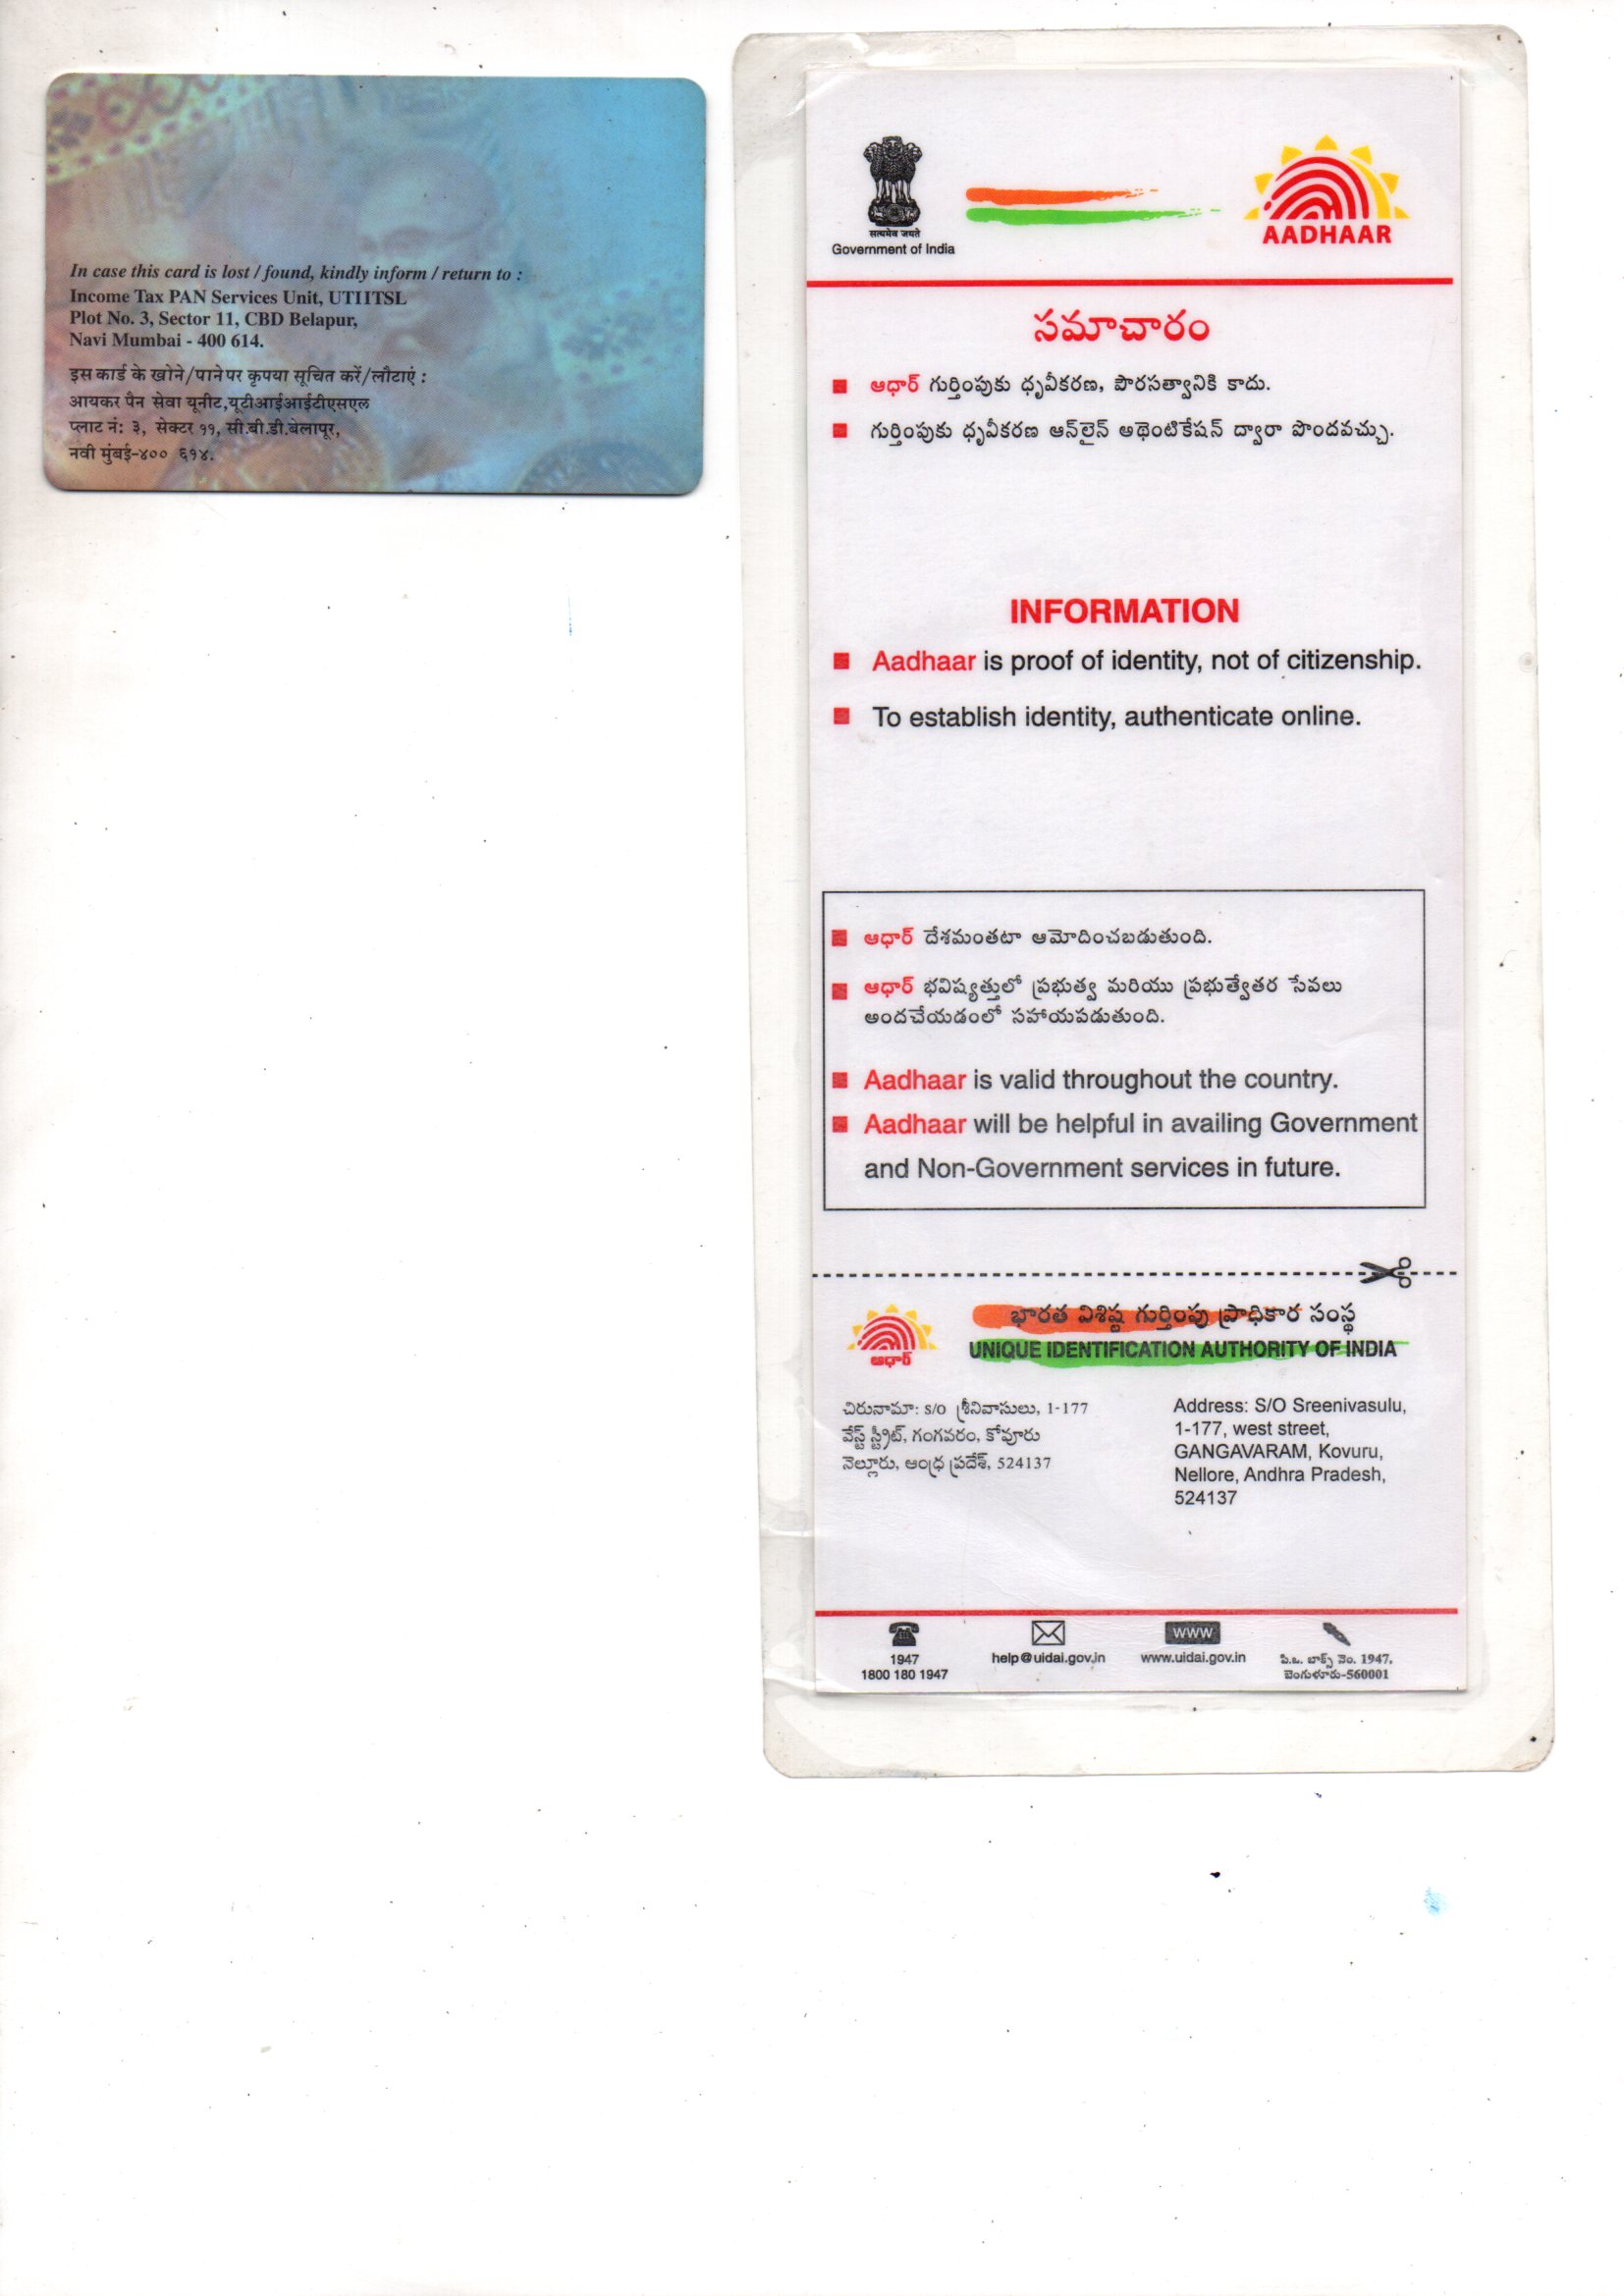 In case this card is lost / found, kindly inform / return to :
Income Tax PAN Services Unit, UTIITSL
Plot No. 3, Sector 11, CBD Belapur,
Navi Mumbai - 400 614.
इस कार्ड के खोने/पाने पर कृपया सूचित करें/लौटाएं :
आयकर पैन सेवा यूनीट,यूटीआईआईटीएसएल
प्लाट नं: ३, सेक्टर ११, सी.बी.डी.बेलापूर,
नवी मुंबई-४०० ६१४.
सत्यमेव जयते
Government of India
AADHAAR
సమాచారం
ఆధార్ గుర్తింపుకు ధృవీకరణ, పౌరసత్వానికి కాదు.
గుర్తింపుకు ధృవీకరణ ఆన్‌లైన్ అథెంటికేషన్ ద్వారా పొందవచ్చు.
INFORMATION
Aadhaar is proof of identity, not of citizenship.
To establish identity, authenticate online.
ఆధార్ దేశమంతటా ఆమోదించబడుతుంది.
ఆధార్ భవిష్యత్తులో ప్రభుత్వ మరియు ప్రభుత్వేతర సేవలు
అందచేయడంలో సహాయపడుతుంది.
Aadhaar is valid throughout the country.
Aadhaar will be helpful in availing Government
and Non-Government services in future.
ఆధార్
భారత విశిష్ట గుర్తింపు ప్రాధికార సంస్థ
UNIQUE IDENTIFICATION AUTHORITY OF INDIA
చిరునామా: S/O శ్రీనివాసులు, 1-177
వేస్ట్ స్ట్రీట్, గంగవరం, కోవూరు
నెల్లూరు, ఆంధ్ర ప్రదేశ్, 524137
Address: S/O Sreenivasulu,
1-177, west street,
GANGAVARAM, Kovuru,
Nellore, Andhra Pradesh,
524137
1947
1800 180 1947
help@uidai.gov.in
WWW
www.uidai.gov.in
పి.ఒ. బాక్స్ నెం. 1947,
బెంగుళూరు-560001